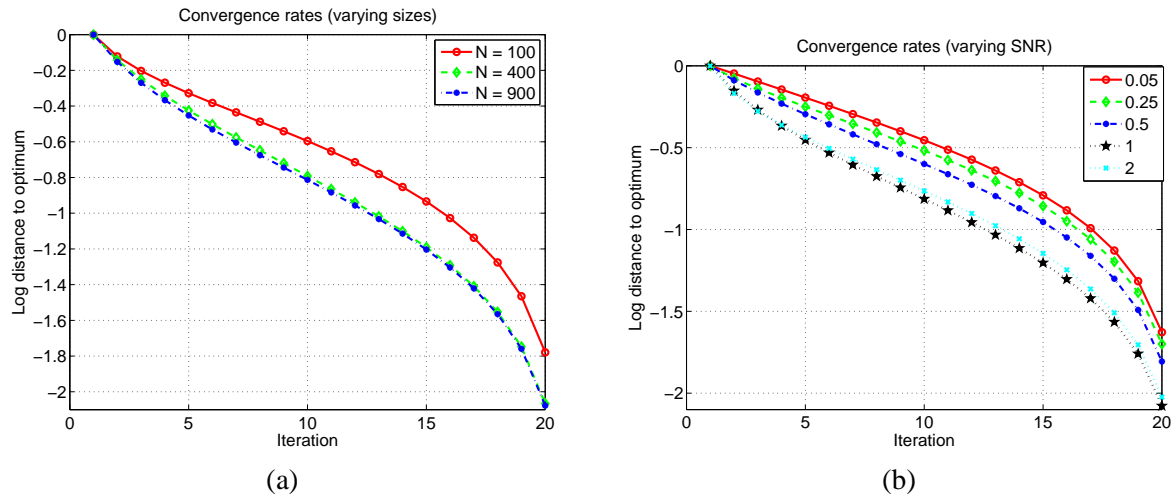 Convergence rates (varying sizes)
0
−0.2
−0.4
−0.6
−0.8
−1
−1.2
−1.4
−1.6
−1.8
−2
Log distance to optimum
N = 100
N = 400
N = 900
0
5
10
15
20
Iteration
(a)
Convergence rates (varying SNR)
0
−0.5
−1
−1.5
−2
Log distance to optimum
0.05
0.25
0.5
1
2
0
5
10
15
20
Iteration
(b)